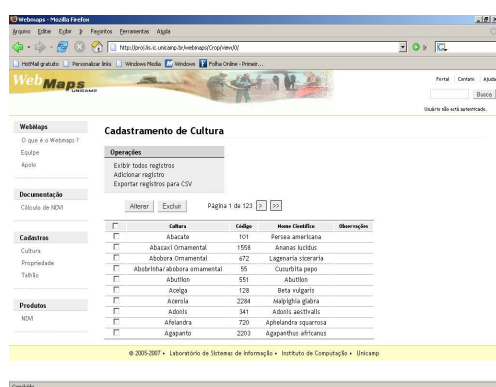 Webmaps - Mozilla Firefox
Arquivo Editar Exibir Ir Favoritos Ferramentas Ajuda
http://proj.lis.ic.unicamp.br/webmaps/Crop/view/0/
Ir
HotMail gratuito Personalizar links Windows Media Windows Folha Online - Primeir...
WebMaps
UNICAMP
Portal Contato Ajuda
Busca
Usuário não está autenticado.
WebMaps
O que é o Webmaps ?
Equipe
Apoio
Documentação
Cálculo de NDVI
Cadastros
Cultura
Propriedade
Talhão
Produtos
NDVI
Cadastramento de Cultura
Operações
Exibir todos registros
Adicionar registro
Exportar registros para CSV
Alterar Excluir Página 1 de 123 > >>
Cultura Código Nome Científico Observações
Abacate 101 Persea americana
Abacaxi Ornamental 1558 Ananas lucidus
Abobora Ornamental 672 Lagenaria siceraria
Abobrinha/abobora ornamental 55 Cucurbita pepo
Abutilon 551 Abutilon
Acelga 128 Beta vulgaris
Acerola 2284 Malpighia glabra
Adonis 341 Adonis aestivalis
Afelandra 720 Aphelandra squarrosa
Agapanto 2203 Agapanthus africanus
© 2005-2007 • Laboratório de Sistemas de Informação • Instituto de Computação • Unicamp
Concluído